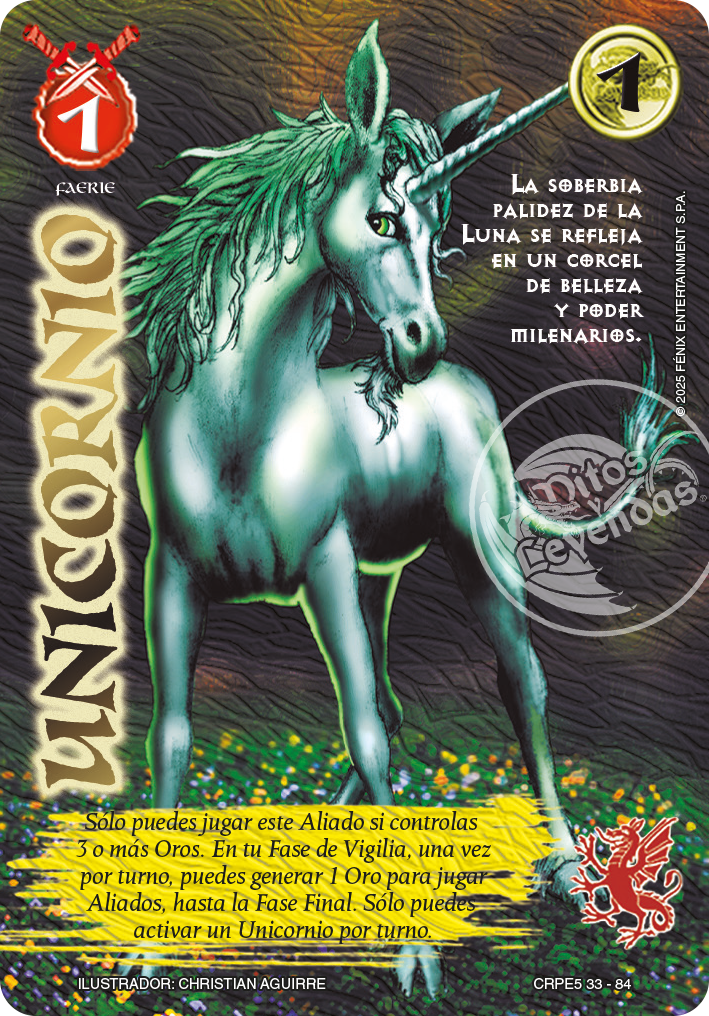 1
1
FAERIE
UNICORNIO
La soberbia
palidez de la
Luna se refleja
en un corcel
de belleza
y poder
milenarios.
© 2025 FÉNIX ENTERTAINMENT S.P.A.
Mitos
y
Leyendas®
Sólo puedes jugar este Aliado si controlas
3 o más Oros. En tu Fase de Vigilia, una vez
por turno, puedes generar 1 Oro para jugar
Aliados, hasta la Fase Final. Sólo puedes
activar un Unicornio por turno.
ILUSTRADOR: CHRISTIAN AGUIRRE
CRPE5 33 - 84